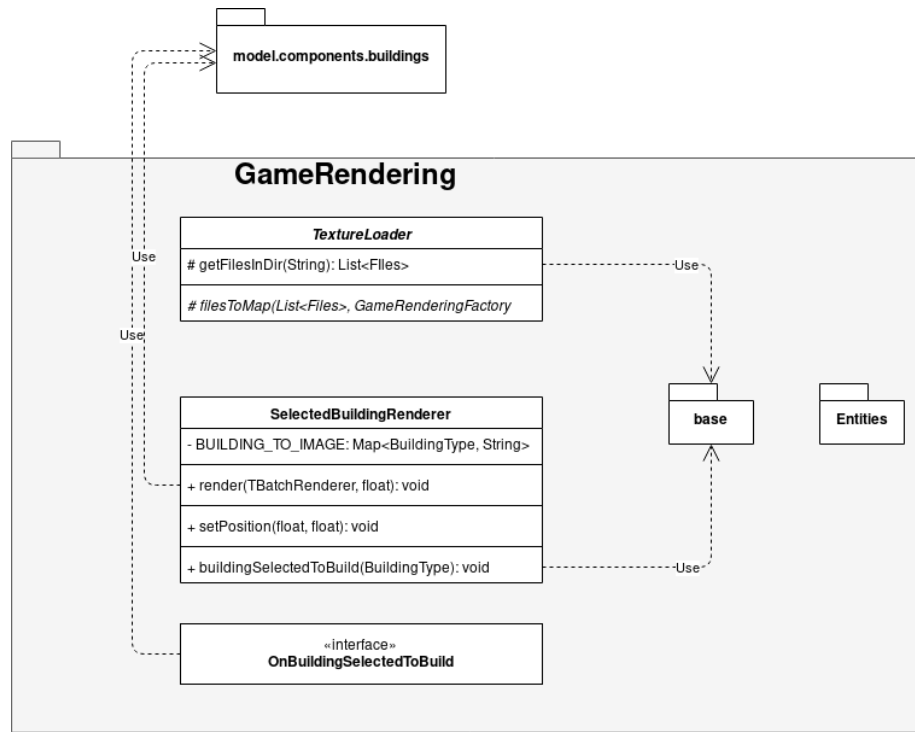 model.components.buildings
GameRendering
TextureLoader
# getFilesInDir(String): List<FIles>
# filesToMap(List<Files>, GameRenderingFactory
Use
Use
Use
SelectedBuildingRenderer
- BUILDING_TO_IMAGE: Map<BuildingType, String>
+ render(TBatchRenderer, float): void
+ setPosition(float, float): void
+ buildingSelectedToBuild(BuildingType): void
Use
base
Entities
«interface»
OnBuildingSelectedToBuild